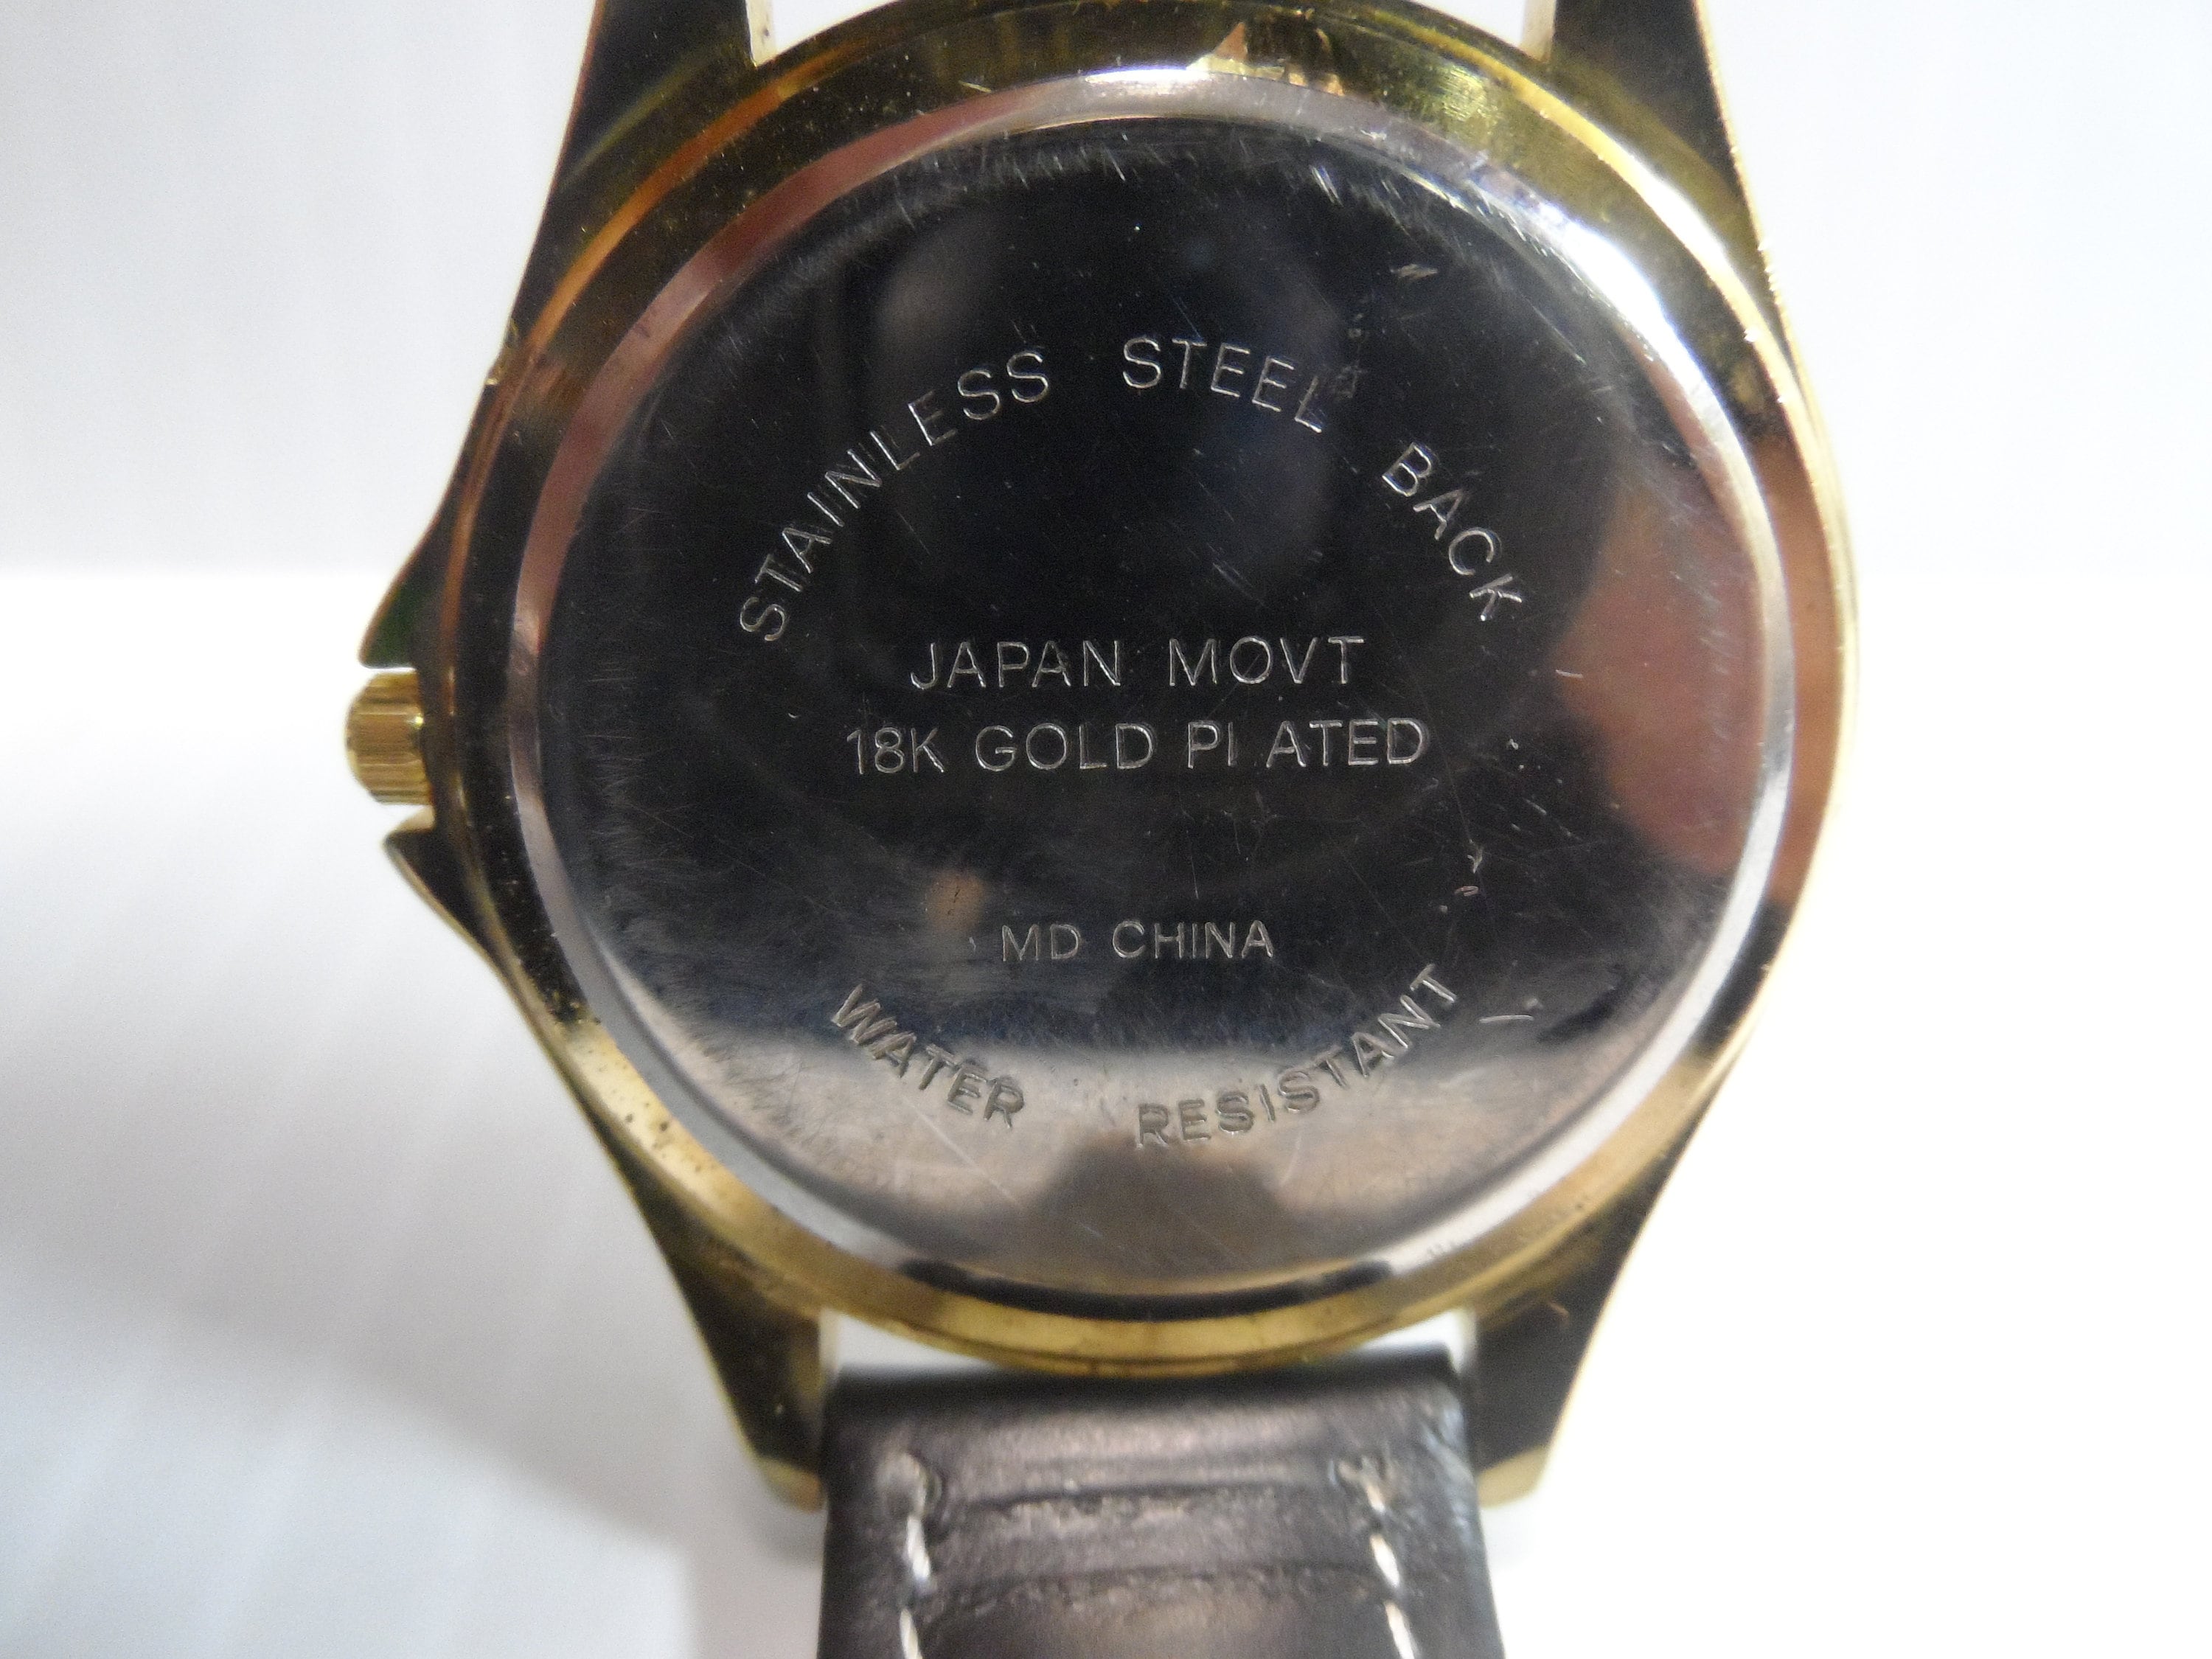 STAINLESS STEEL BACK
JAPAN MOVT
18K GOLD PLATED
MD CHINA
WATER RESISTANT